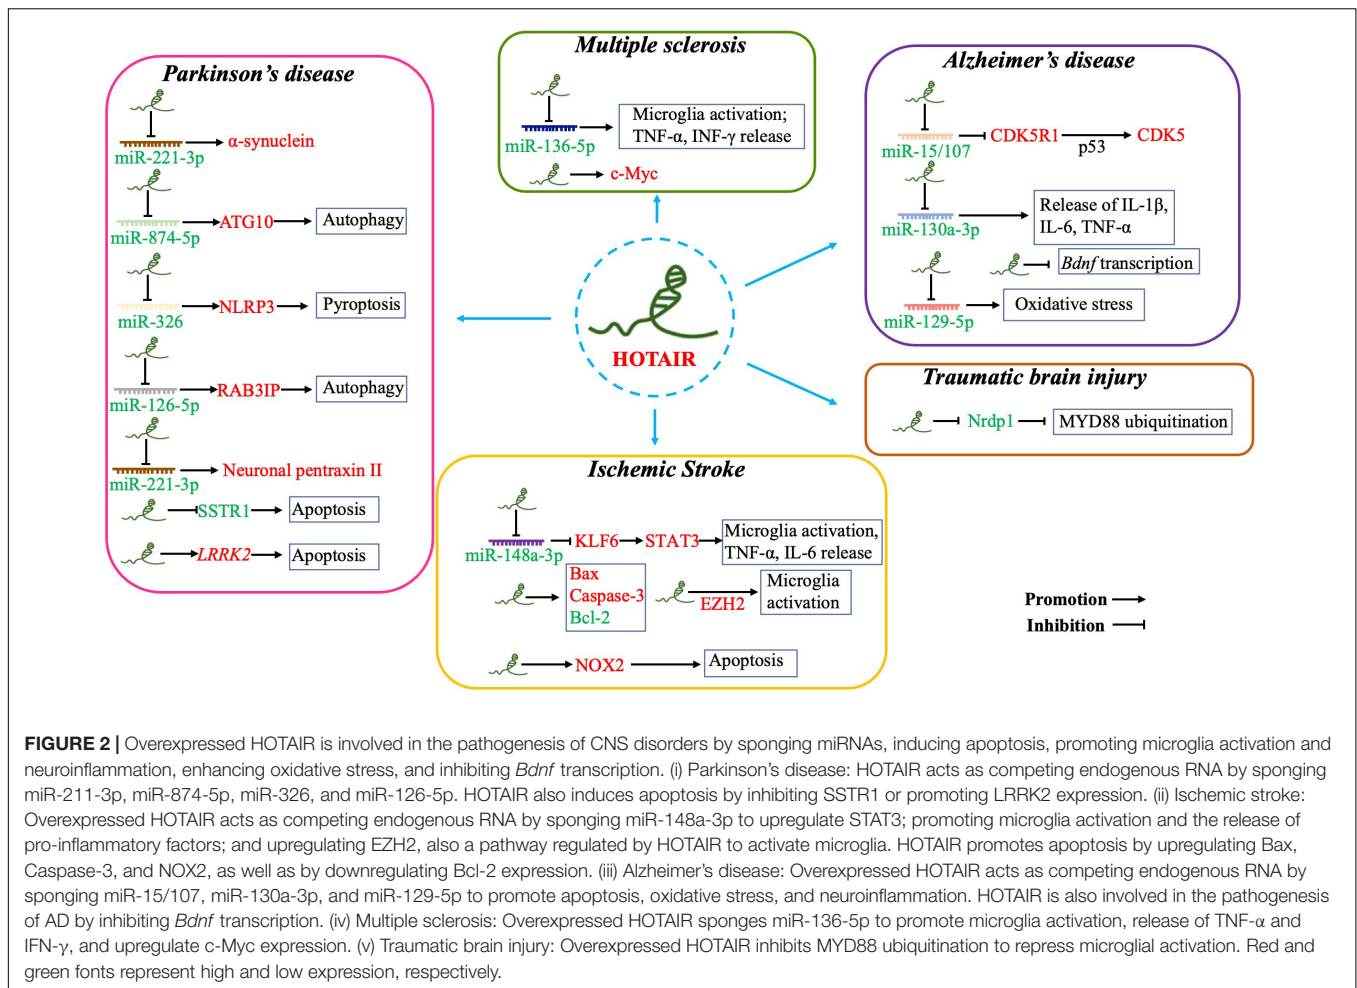 Parkinson's disease
miR-221-3p
α-synuclein
miR-874-5p
ATG10
Autophagy
miR-326
NLRP3
Pyroptosis
miR-126-5p
RAB3IP
Autophagy
miR-221-3p
Neuronal pentraxin II
SSTR1
Apoptosis
LRRK2
Apoptosis
Multiple sclerosis
miR-136-5p
Microglia activation;
TNF-α, INF-γ release
c-Myc
Alzheimer's disease
miR-15/107
CDK5R1
p53
CDK5
miR-130a-3p
Release of IL-1β,
IL-6, TNF-α
Bdnf transcription
miR-129-5p
Oxidative stress
HOTAIR
Traumatic brain injury
Nrdp1
MYD88 ubiquitination
Ischemic Stroke
miR-148a-3p
KLF6
STAT3
Microglia activation,
TNF-α, IL-6 release
Bax
Caspase-3
Bcl-2
EZH2
Microglia
activation
NOX2
Apoptosis
Promotion
Inhibition
FIGURE 2 | Overexpressed HOTAIR is involved in the pathogenesis of CNS disorders by sponging miRNAs, inducing apoptosis, promoting microglia activation and
neuroinflammation, enhancing oxidative stress, and inhibiting Bdnf transcription. (i) Parkinson's disease: HOTAIR acts as competing endogenous RNA by sponging
miR-211-3p, miR-874-5p, miR-326, and miR-126-5p. HOTAIR also induces apoptosis by inhibiting SSTR1 or promoting LRRK2 expression. (ii) Ischemic stroke:
Overexpressed HOTAIR acts as competing endogenous RNA by sponging miR-148a-3p to upregulate STAT3; promoting microglia activation and the release of
pro-inflammatory factors; and upregulating EZH2, also a pathway regulated by HOTAIR to activate microglia. HOTAIR promotes apoptosis by upregulating Bax,
Caspase-3, and NOX2, as well as by downregulating Bcl-2 expression. (iii) Alzheimer's disease: Overexpressed HOTAIR acts as competing endogenous RNA by
sponging miR-15/107, miR-130a-3p, and miR-129-5p to promote apoptosis, oxidative stress, and neuroinflammation. HOTAIR is also involved in the pathogenesis
of AD by inhibiting Bdnf transcription. (iv) Multiple sclerosis: Overexpressed HOTAIR sponges miR-136-5p to promote microglia activation, release of TNF-α and
IFN-γ, and upregulate c-Myc expression. (v) Traumatic brain injury: Overexpressed HOTAIR inhibits MYD88 ubiquitination to repress microglial activation. Red and
green fonts represent high and low expression, respectively.